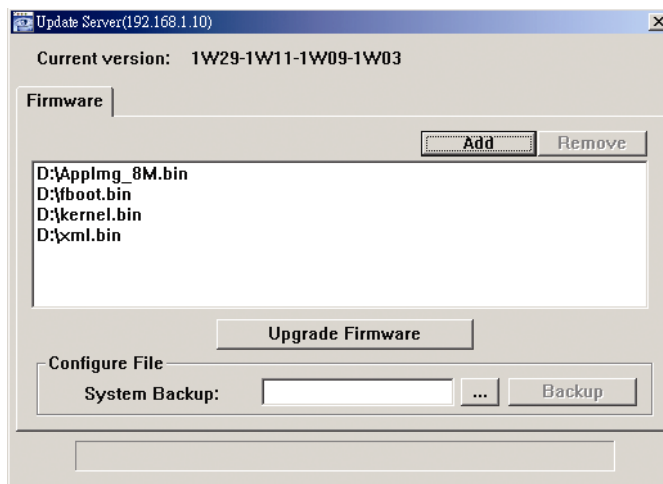 Update Server(192.168.1.10)
Current version: 1W29-1W11-1W09-1W03
Firmware
Add Remove
D:\AppImg_8M.bin
D:\fboot.bin
D:\kernel.bin
D:\xml.bin
Upgrade Firmware
Configure File
System Backup: ... Backup